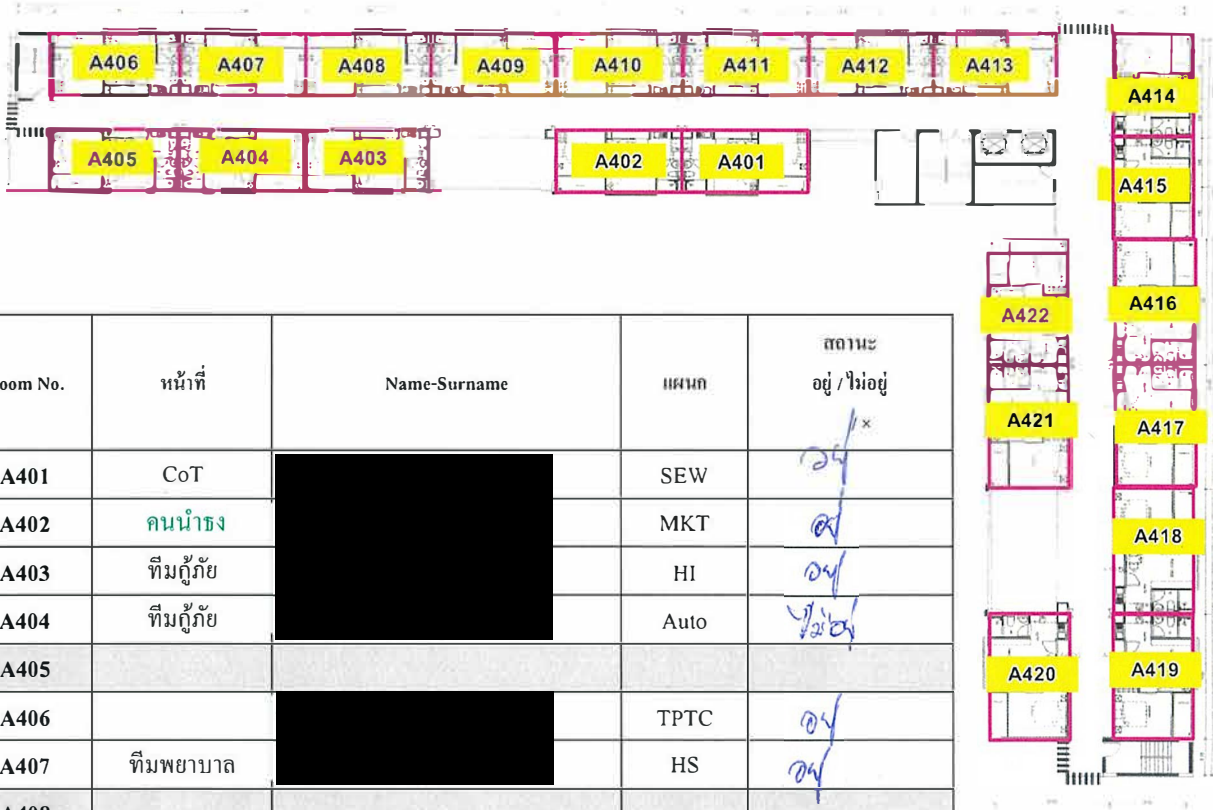 A406 A407 A408 A409 A410 A411 A412 A413
A414
A405 A404 A403 A402 A401
A415
A416
A422
A421
A417
A418
A420
A419
oom No. หน้าที่ Name-Surname แผนก สถานะ
อยู่ / ไม่อยู่
/ ×
A401 CoT SEW อยู่
A402 คนนำธง MKT อยู่
A403 ทีมกู้ภัย HI อยู่
A404 ทีมกู้ภัย Auto ไม่อยู่
A405
A406 TPTC อยู่
A407 ทีมพยาบาล HS อยู่
A408